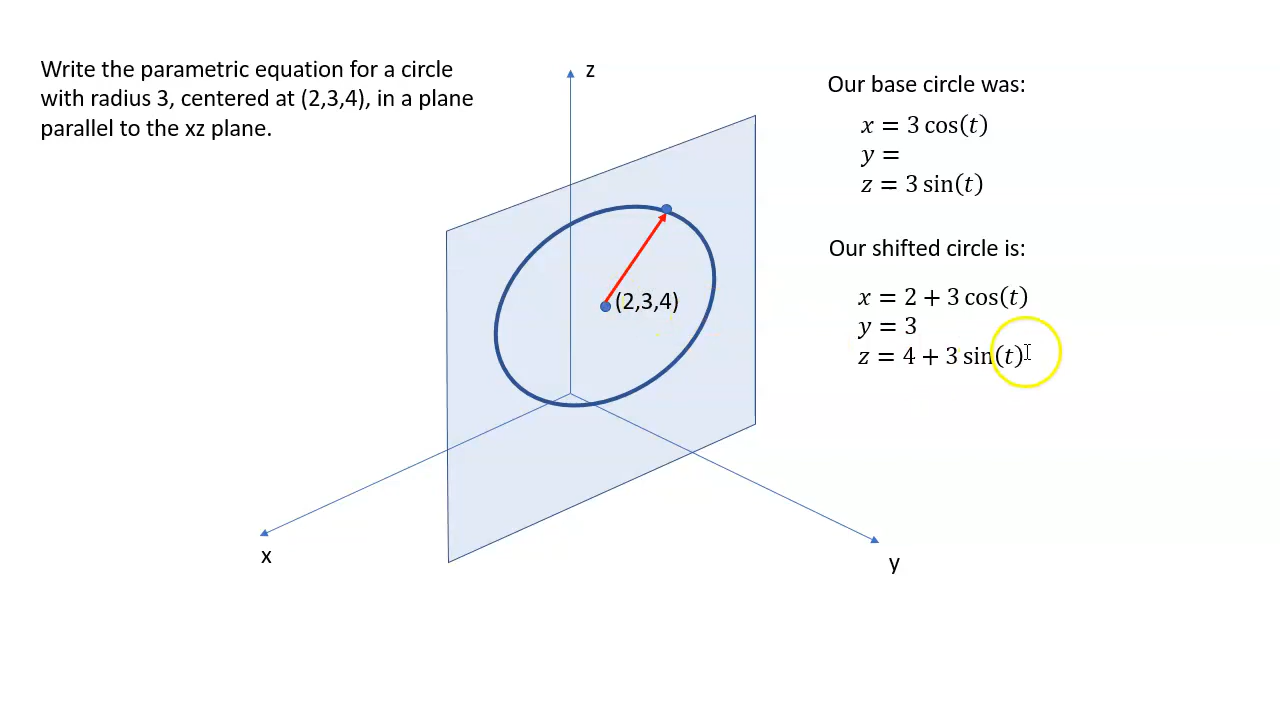 Write the parametric equation for a circle
with radius 3, centered at (2,3,4), in a plane
parallel to the xz plane.
z
(2,3,4)
x
y
Our base circle was:
x = 3 cos(t)
y =
z = 3 sin(t)
Our shifted circle is:
x = 2 + 3 cos(t)
y = 3
z = 4 + 3 sin(t)